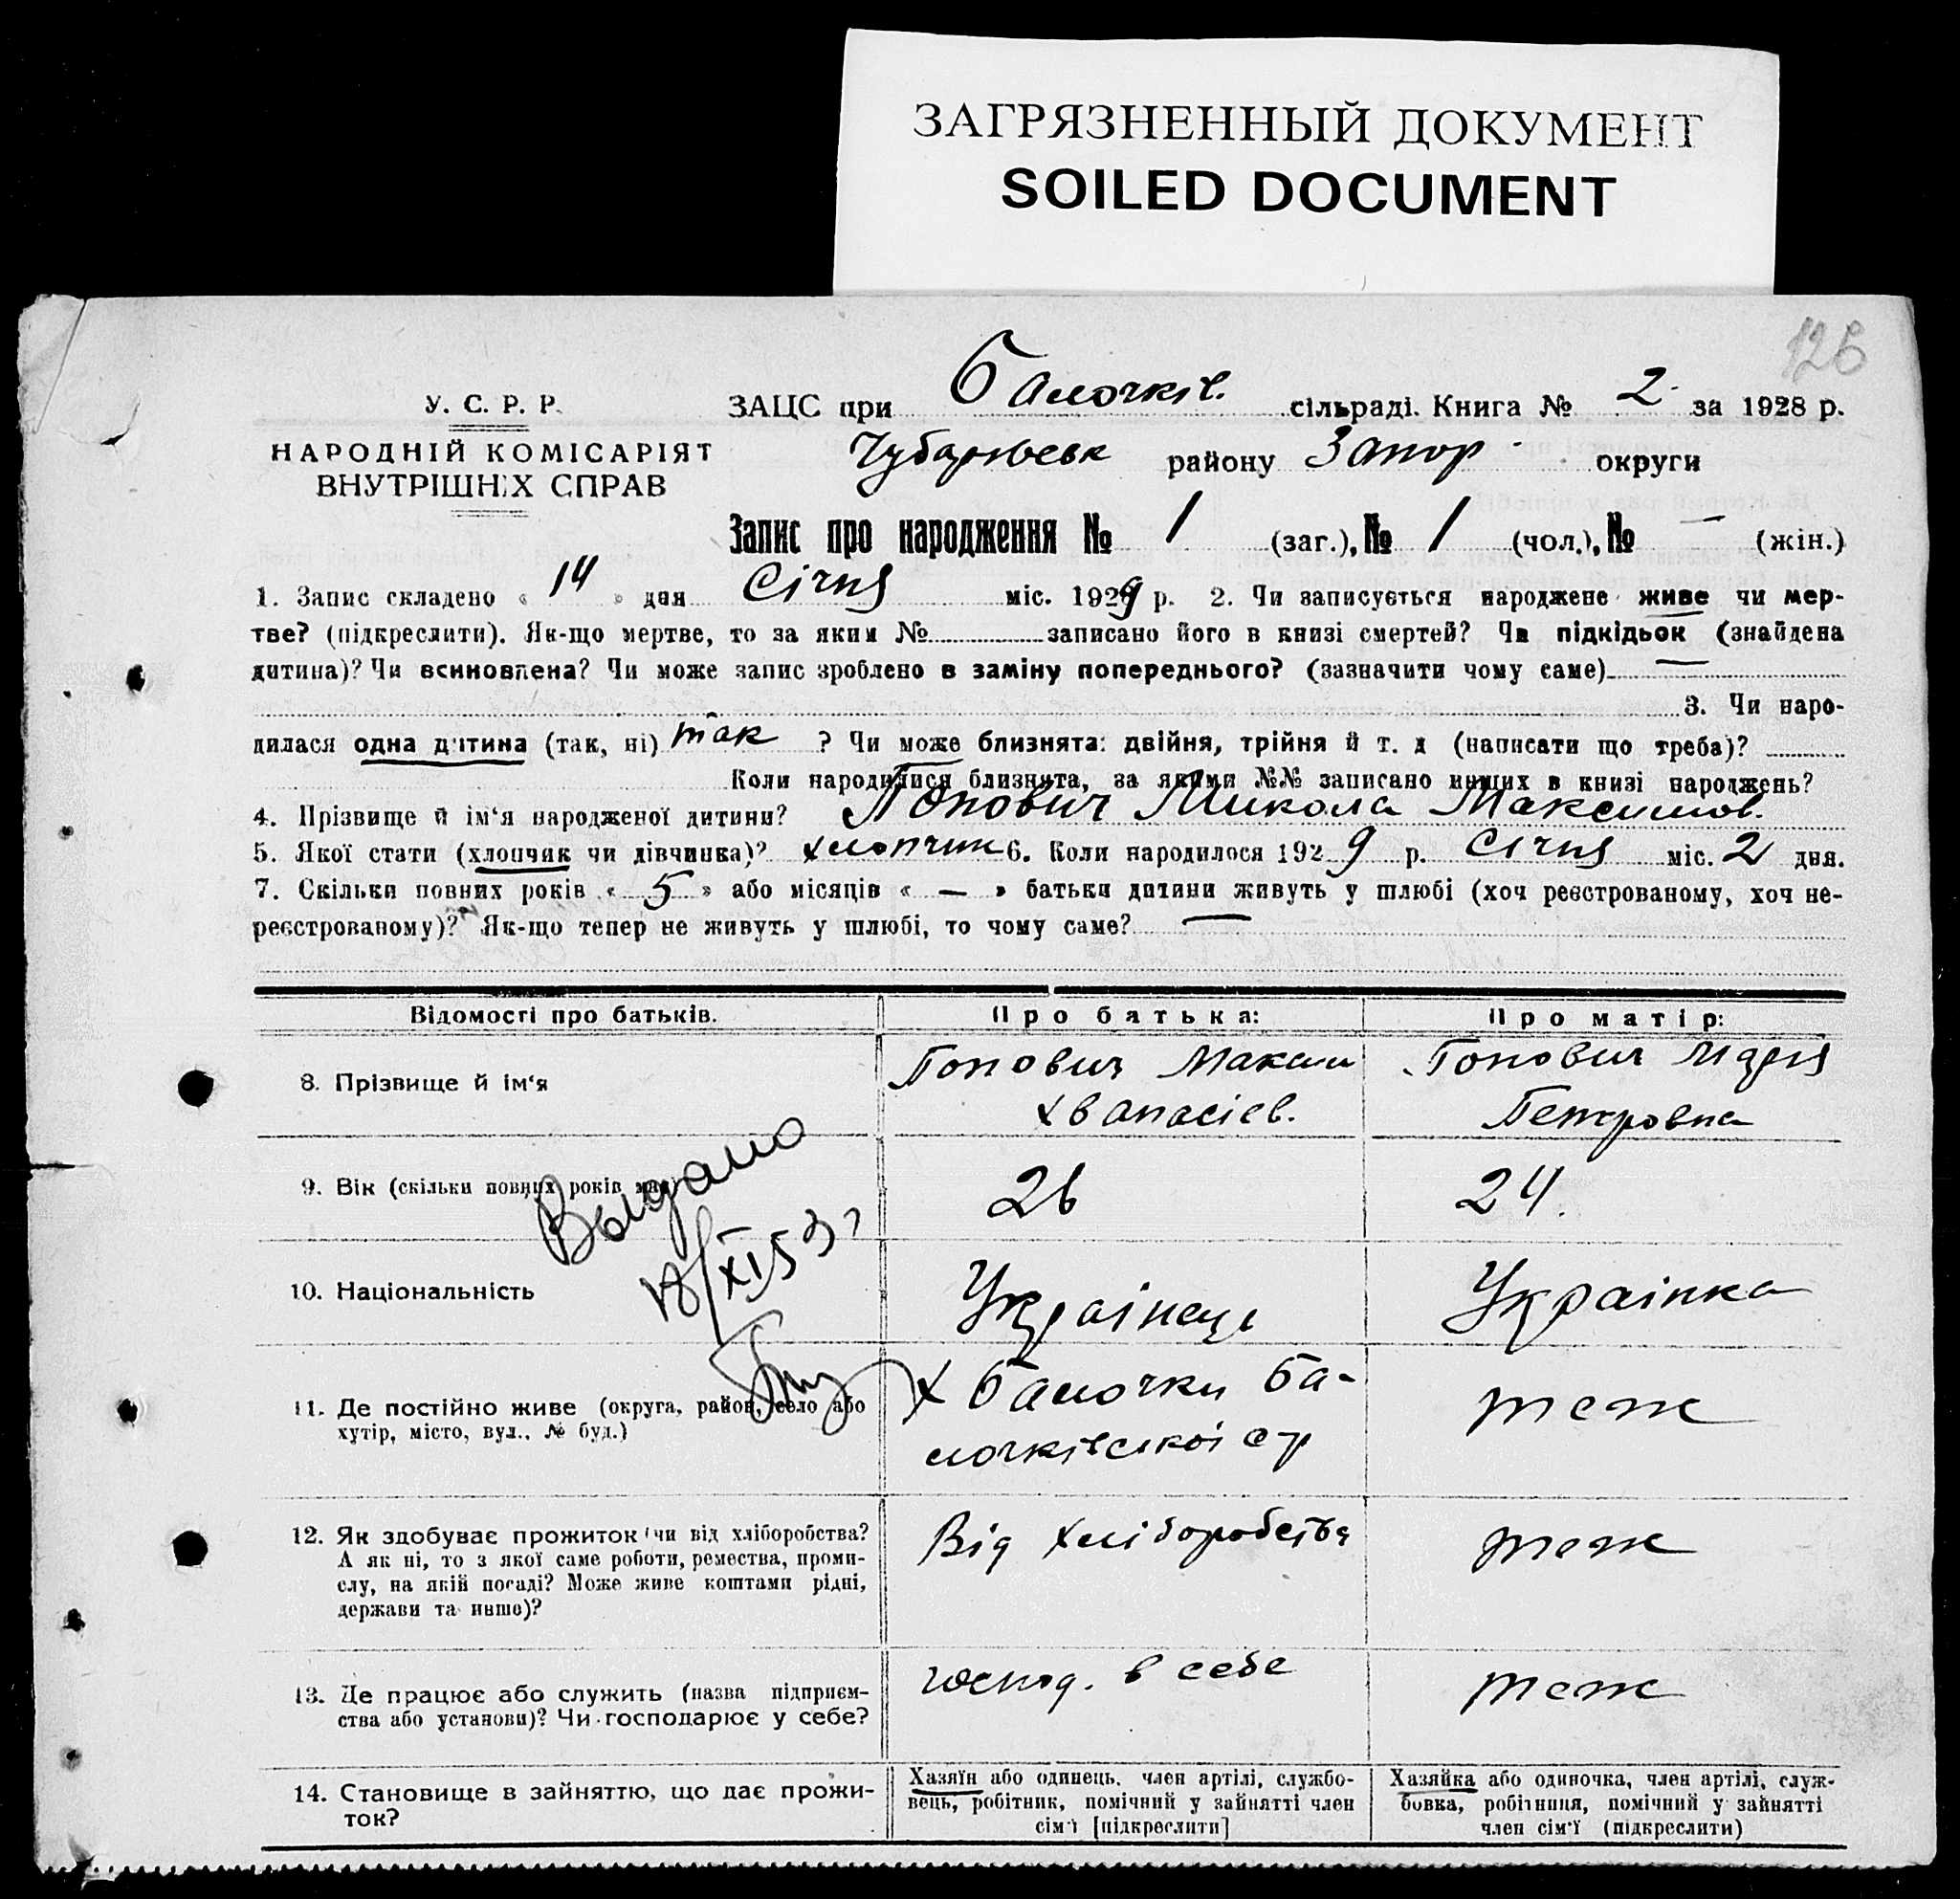 ЗАГРЯЗНЕННЫЙ ДОКУМЕНТ
SOILED DOCUMENT
126
У. С. Р. Р.
НАРОДНІЙ КОМІСАРІЯТ
ВНУТРІШНІХ СПРАВ
ЗАЦС при Балочків. сільраді. Книга № 2 за 1928 р.
Чубарівськ району Запор округи
Запис про народження № 1 (заг.), № 1 (чол.), № — (жін.)
1. Запис складено « 14 » дня Січня міс. 1929 р. 2. Чи записується народжене живе чи мер-
тве? (підкреслити). Як-що мертве, то за яким № записано його в книзі смертей? Чи підкідьок (знайдена
дитина)? Чи всиновлена? Чи може запис зроблено в заміну попереднього? (зазначити чому саме) —
3. Чи наро-
дилася одна дитина (так, ні) так ? Чи може близнята: двійня, трійня й т. д (написати що треба)?
Коли народилися близнята, за якими №№ записано инших в книзі народжень?
4. Прізвище й ім‘я народженої дитини? Попович Микола Максимов.
5. Якої стати (хлопчик чи дівчинка)? хлопчик 6. Коли народилося 1929 р. Січня міс. 2 дня.
7. Скільки повних років « 5 » або місяців « — » батьки дитини живуть у шлюбі (хоч реєстрованому, хоч не-
реєстрованому)? Як-що тепер не живуть у шлюбі, то чому саме? —
Відомості про батьків. Про батька: Про матір:
8. Прізвище й ім‘я Попович Максим Попович Марія
Хванасіев. Петровна
9. Вік (скільки повних років має) 26 24.
Выдано
18/XI 53
10. Національність Українець Українка
11. Де постійно живе (округа, район, село або
хутір, місто, вул., № буд.)
х Балочки Ба- теж
лочківської ср
12. Як здобуває прожиток (чи від хліборобства?
А як ні, то з якої саме роботи, ремества, проми-
слу, на якій посаді? Може живе коштами рідні,
держави та инше)?
Від хліборобства теж
13. Де працює або служить (назва підприєм-
ства або установи)? Чи господарює у себе?
господ. в себе теж
14. Становище в зайняттю, що дає прожи-
ток?
Хазяїн або одинець, член артілі, службо-
вець, робітник, помічний у зайнятті член
сім‘ї [підкреслити]
Хазяйка або одиночка, член артілі, служ-
бовка, робітниця, помічний у зайнятті
член сім‘ї (підкреслити)